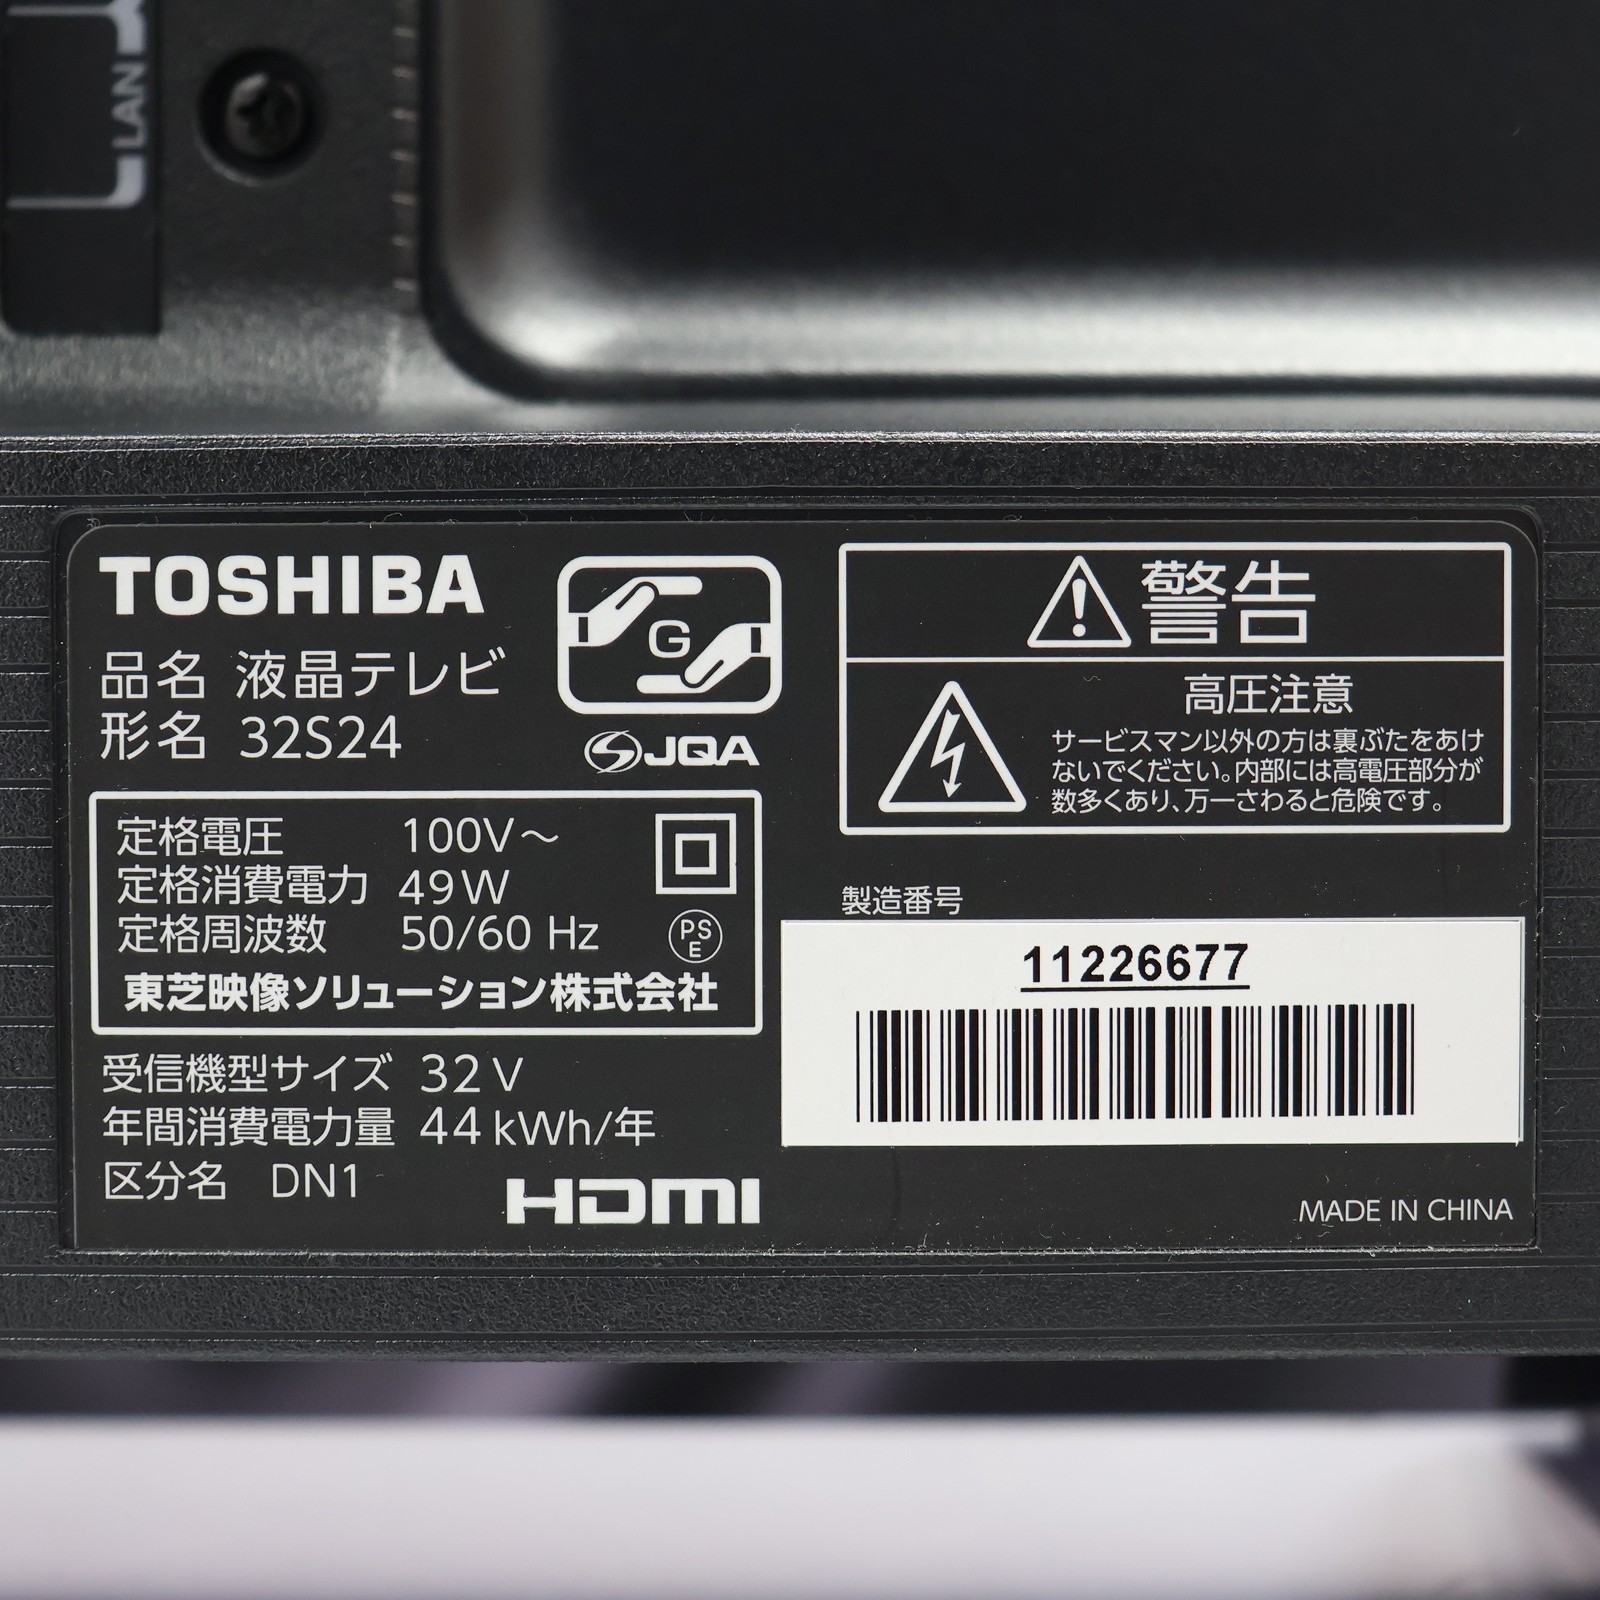 LAN
TOSHIBA
品名 液晶テレビ
形名 32S24
G
JQA
定格電圧 100V～
定格消費電力 49W
定格周波数 50/60 Hz
PS
E
東芝映像ソリューション株式会社
受信機型サイズ 32V
年間消費電力量 44kWh/年
区分名 DN1
HDMI
警告
高圧注意
サービスマン以外の方は裏ぶたをあけ
ないでください。内部には高電圧部分が
数多くあり、万一さわると危険です。
製造番号
11226677
MADE IN CHINA